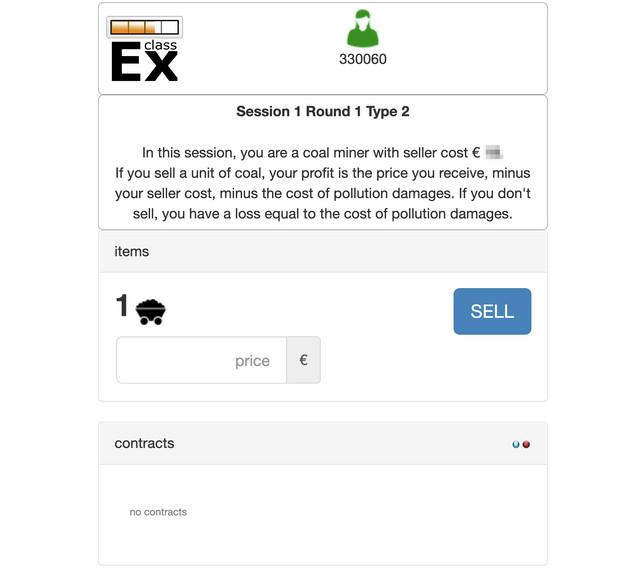 class
Ex
330060
Session 1 Round 1 Type 2
In this session, you are a coal miner with seller cost €
If you sell a unit of coal, your profit is the price you receive, minus
your seller cost, minus the cost of pollution damages. If you don't
sell, you have a loss equal to the cost of pollution damages.
items
1
SELL
price €
contracts
no contracts